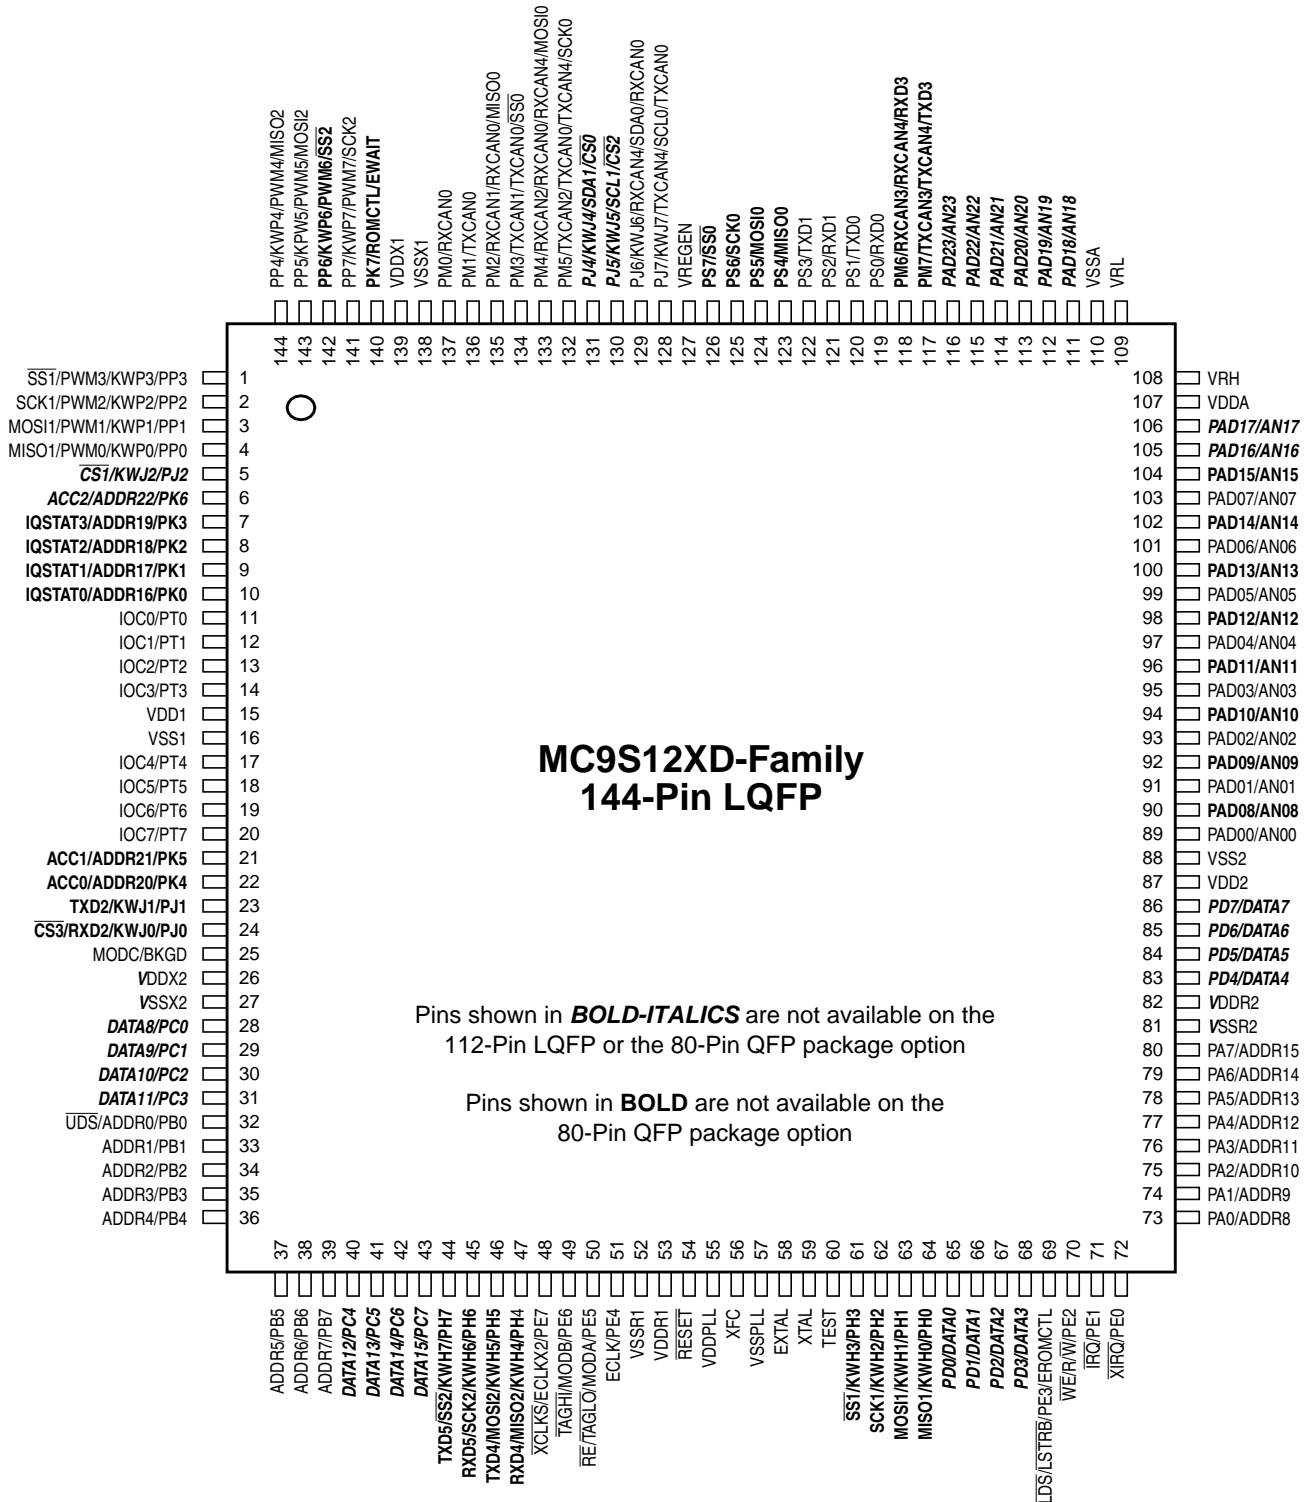 PP4/KWP4/PWM4/MISO2
PP5/KPW5/PWM5/MOSI2
PP6/KWP6/PWM6/SS2
PP7/KWP7/PWM7/SCK2
PK7/ROMCTL/EWAIT
VDDX1
VSSX1
PM0/RXCAN0
PM1/TXCAN0
PM2/RXCAN1/RXCAN0/MISO0
PM3/TXCAN1/TXCAN0/SS0
PM4/RXCAN2/RXCAN0/RXCAN4/MOSI0
PM5/TXCAN2/TXCAN0/TXCAN4/SCK0
PJ4/KWJ4/SDA1/CS0
PJ5/KWJ5/SCL1/CS2
PJ6/KWJ6/RXCAN4/SDA0/RXCAN0
PJ7/KWJ7/TXCAN4/SCL0/TXCAN0
VREGEN
PS7/SS0
PS6/SCK0
PS5/MOSI0
PS4/MISO0
PS3/TXD1
PS2/RXD1
PS1/TXD0
PS0/RXD0
PM6/RXCAN3/RXCAN4/RXD3
PM7/TXCAN3/TXCAN4/TXD3
PAD23/AN23
PAD22/AN22
PAD21/AN21
PAD20/AN20
PAD19/AN19
PAD18/AN18
VSSA
VRL
144
143
142
141
140
139
138
137
136
135
134
133
132
131
130
129
128
127
126
125
124
123
122
121
120
119
118
117
116
115
114
113
112
111
110
109
SS1/PWM3/KWP3/PP3 1
SCK1/PWM2/KWP2/PP2 2
MOSI1/PWM1/KWP1/PP1 3
MISO1/PWM0/KWP0/PP0 4
CS1/KWJ2/PJ2 5
ACC2/ADDR22/PK6 6
IQSTAT3/ADDR19/PK3 7
IQSTAT2/ADDR18/PK2 8
IQSTAT1/ADDR17/PK1 9
IQSTAT0/ADDR16/PK0 10
IOC0/PT0 11
IOC1/PT1 12
IOC2/PT2 13
IOC3/PT3 14
VDD1 15
VSS1 16
IOC4/PT4 17
IOC5/PT5 18
IOC6/PT6 19
IOC7/PT7 20
ACC1/ADDR21/PK5 21
ACC0/ADDR20/PK4 22
TXD2/KWJ1/PJ1 23
CS3/RXD2/KWJ0/PJ0 24
MODC/BKGD 25
VDDX2 26
VSSX2 27
DATA8/PC0 28
DATA9/PC1 29
DATA10/PC2 30
DATA11/PC3 31
UDS/ADDR0/PB0 32
ADDR1/PB1 33
ADDR2/PB2 34
ADDR3/PB3 35
ADDR4/PB4 36
MC9S12XD-Family
144-Pin LQFP
Pins shown in BOLD-ITALICS are not available on the
112-Pin LQFP or the 80-Pin QFP package option
Pins shown in BOLD are not available on the
80-Pin QFP package option
108 VRH
107 VDDA
106 PAD17/AN17
105 PAD16/AN16
104 PAD15/AN15
103 PAD07/AN07
102 PAD14/AN14
101 PAD06/AN06
100 PAD13/AN13
99 PAD05/AN05
98 PAD12/AN12
97 PAD04/AN04
96 PAD11/AN11
95 PAD03/AN03
94 PAD10/AN10
93 PAD02/AN02
92 PAD09/AN09
91 PAD01/AN01
90 PAD08/AN08
89 PAD00/AN00
88 VSS2
87 VDD2
86 PD7/DATA7
85 PD6/DATA6
84 PD5/DATA5
83 PD4/DATA4
82 VDDR2
81 VSSR2
80 PA7/ADDR15
79 PA6/ADDR14
78 PA5/ADDR13
77 PA4/ADDR12
76 PA3/ADDR11
75 PA2/ADDR10
74 PA1/ADDR9
73 PA0/ADDR8
37
38
39
40
41
42
43
44
45
46
47
48
49
50
51
52
53
54
55
56
57
58
59
60
61
62
63
64
65
66
67
68
69
70
71
72
ADDR5/PB5
ADDR6/PB6
ADDR7/PB7
DATA12/PC4
DATA13/PC5
DATA14/PC6
DATA15/PC7
TXD5/SS2/KWH7/PH7
RXD5/SCK2/KWH6/PH6
TXD4/MOSI2/KWH5/PH5
RXD4/MISO2/KWH4/PH4
XCLKS/ECLKX2/PE7
TAGHI/MODB/PE6
RE/TAGLO/MODA/PE5
ECLK/PE4
VSSR1
VDDR1
RESET
VDDPLL
XFC
VSSPLL
EXTAL
XTAL
TEST
SS1/KWH3/PH3
SCK1/KWH2/PH2
MOSI1/KWH1/PH1
MISO1/KWH0/PH0
PD0/DATA0
PD1/DATA1
PD2/DATA2
PD3/DATA3
LDS/LSTRB/PE3/EROMCTL
WE/R/W/PE2
IRQ/PE1
XIRQ/PE0